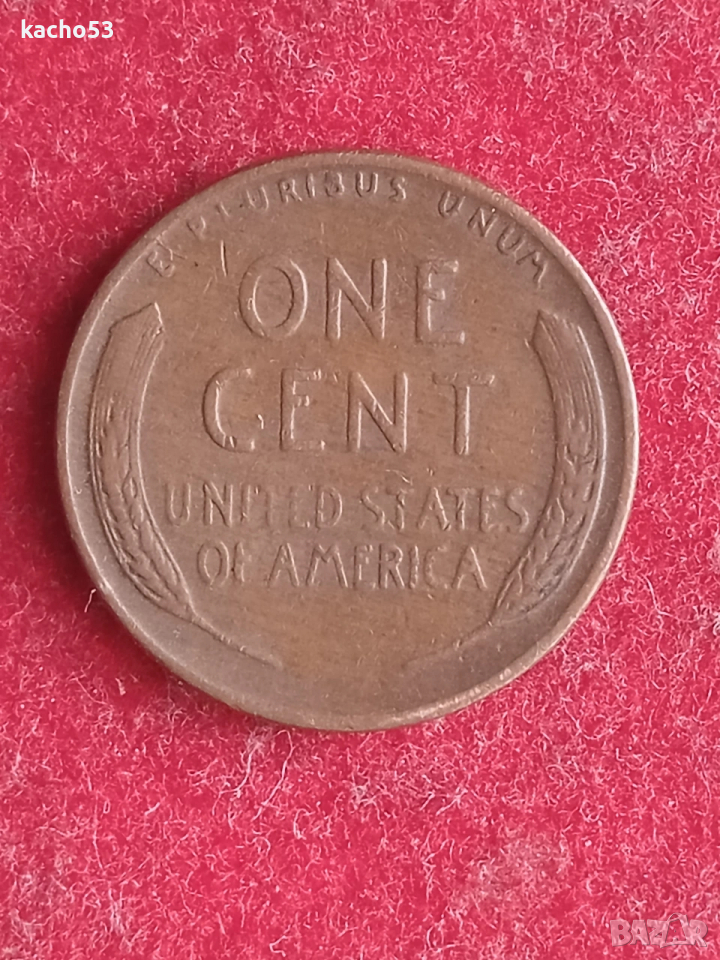 kacho53
E PLURIBUS UNUM
ONE
CENT
UNITED STATES
OF AMERICA
BAZAR